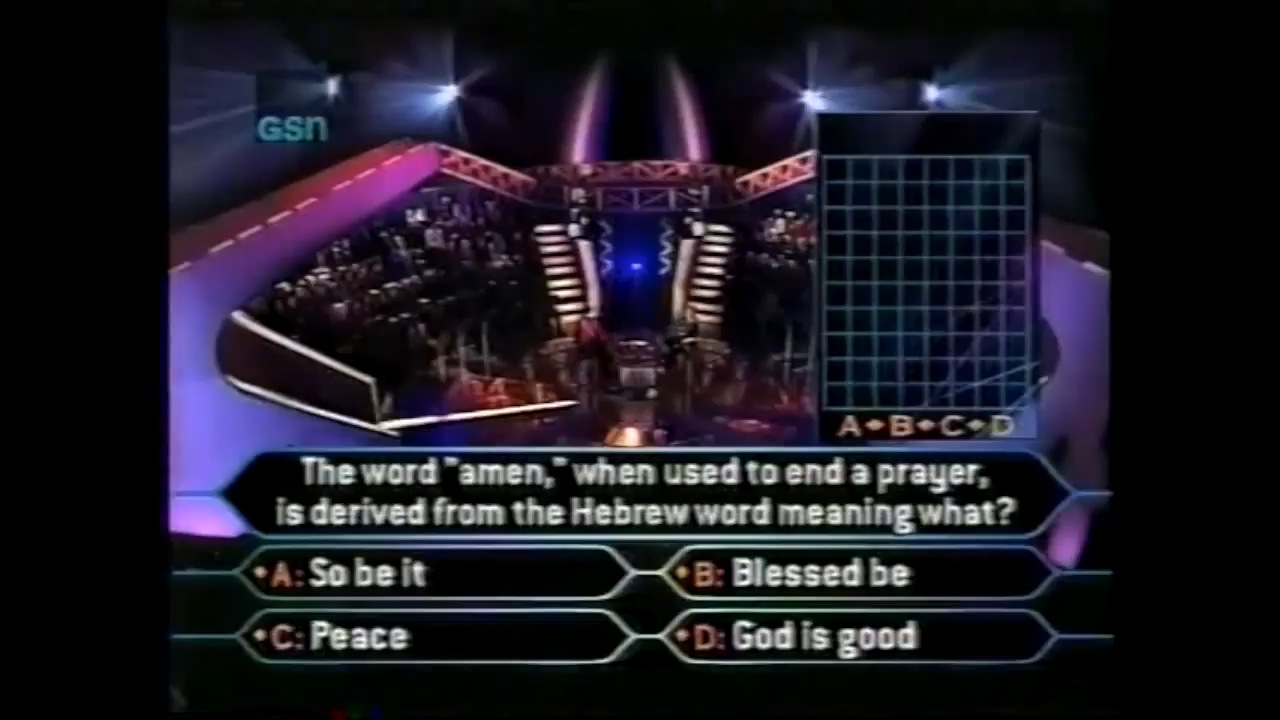 GSN
A B C D
The word "amen," when used to end a prayer,
is derived from the Hebrew word meaning what?
A: So be it
B: Blessed be
C: Peace
D: God is good